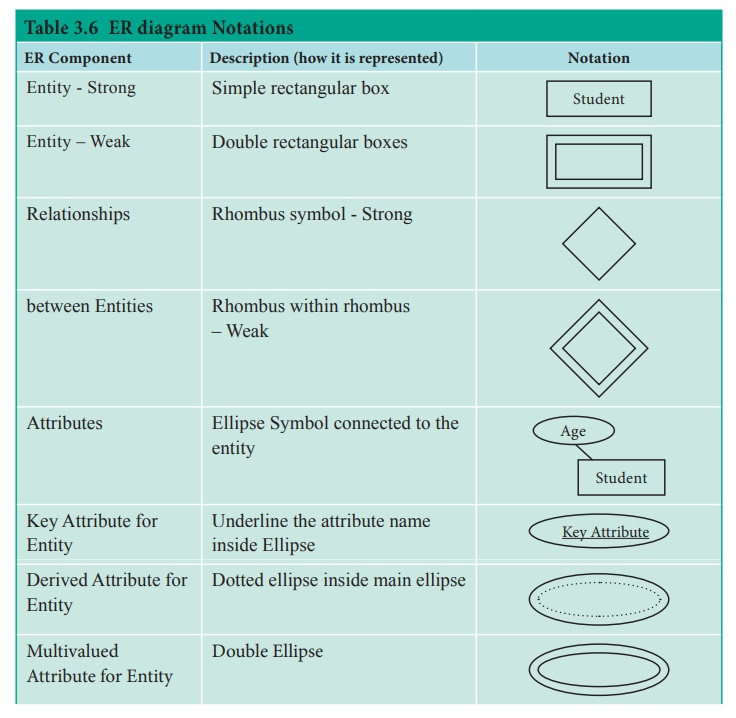 Table 3.6  ER diagram Notations
ER Component Description (how it is represented) Notation
Entity - Strong Simple rectangular box Student
Entity – Weak Double rectangular boxes
Relationships Rhombus symbol - Strong
between Entities Rhombus within rhombus
– Weak
Attributes Ellipse Symbol connected to the
entity
Age
Student
Key Attribute for
Entity
Underline the attribute name
inside Ellipse
Key Attribute
Derived Attribute for
Entity
Dotted ellipse inside main ellipse
Multivalued
Attribute for Entity
Double Ellipse